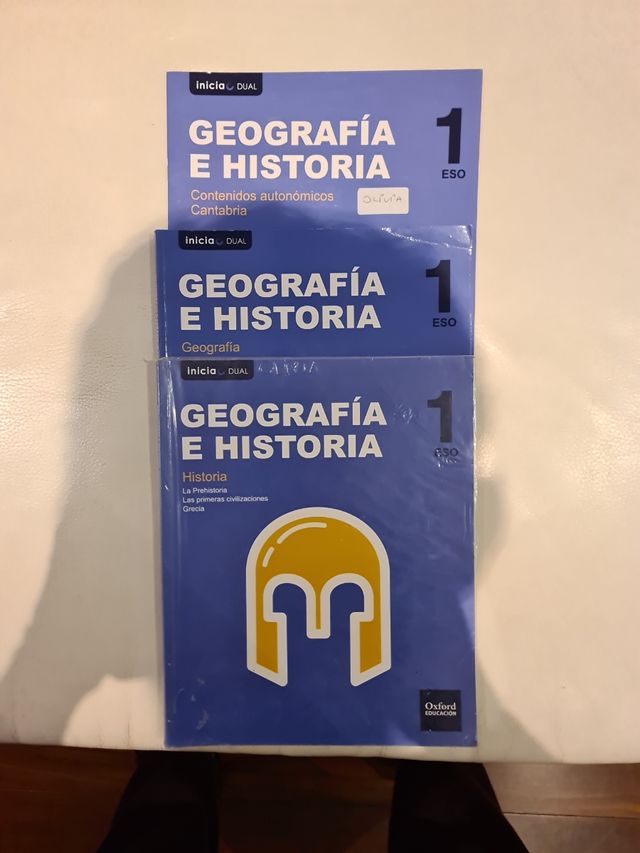 inicia DUAL
GEOGRAFÍA
E HISTORIA
1
ESO
Contenidos autonómicos
Cantabria
OLIVIA
inicia DUAL
GEOGRAFÍA
E HISTORIA
1
ESO
Geografía
inicia DUAL
GEOGRAFÍA
E HISTORIA
1
ESO
Historia
La Prehistoria
Las primeras civilizaciones
Grecia
Oxford
EDUCACIÓN